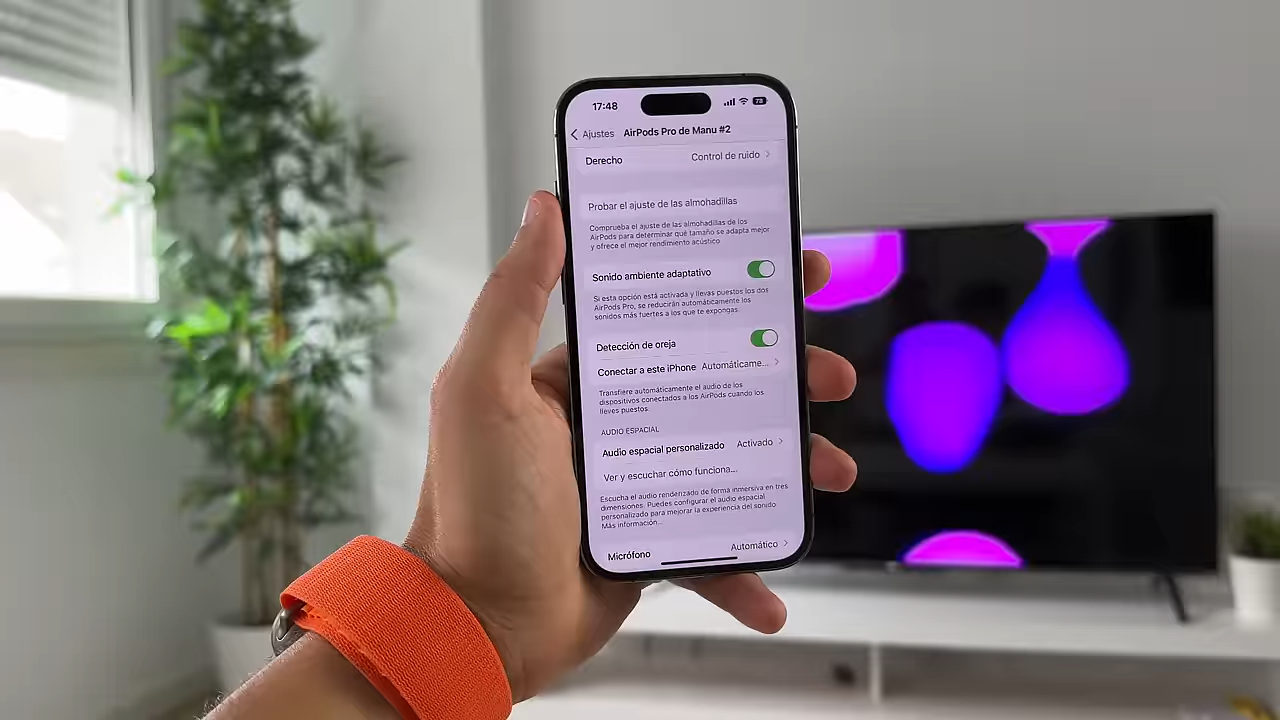 17:48
78
Ajustes AirPods Pro de Manu #2
Derecho Control de ruido
Probar el ajuste de las almohadillas
Comprueba el ajuste de las almohadillas de los
AirPods para determinar qué tamaño se adapta mejor
y ofrece el mejor rendimiento acústico
Sonido ambiente adaptativo
Si esta opción está activada y llevas puestos los dos
AirPods Pro, se reducirán automáticamente los
sonidos más fuertes a los que te expongas.
Detección de oreja
Conectar a este iPhone Automáticame...
Transfiere automáticamente el audio de los
dispositivos conectados a los AirPods cuando los
lleves puestos.
AUDIO ESPACIAL
Audio espacial personalizado Activado
Ver y escuchar cómo funciona...
Escucha el audio renderizado de forma inmersiva en tres
dimensiones. Puedes configurar el audio espacial
personalizado para mejorar la experiencia del sonido
Más información...
Micrófono Automático